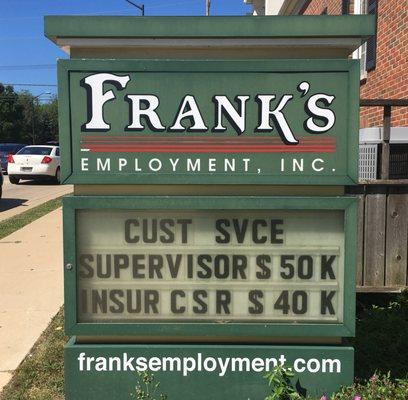 FRANK'S
EMPLOYMENT, INC.
CUST SVCE
SUPERVISOR $50K
INSUR CSR $40K
franksemployment.com